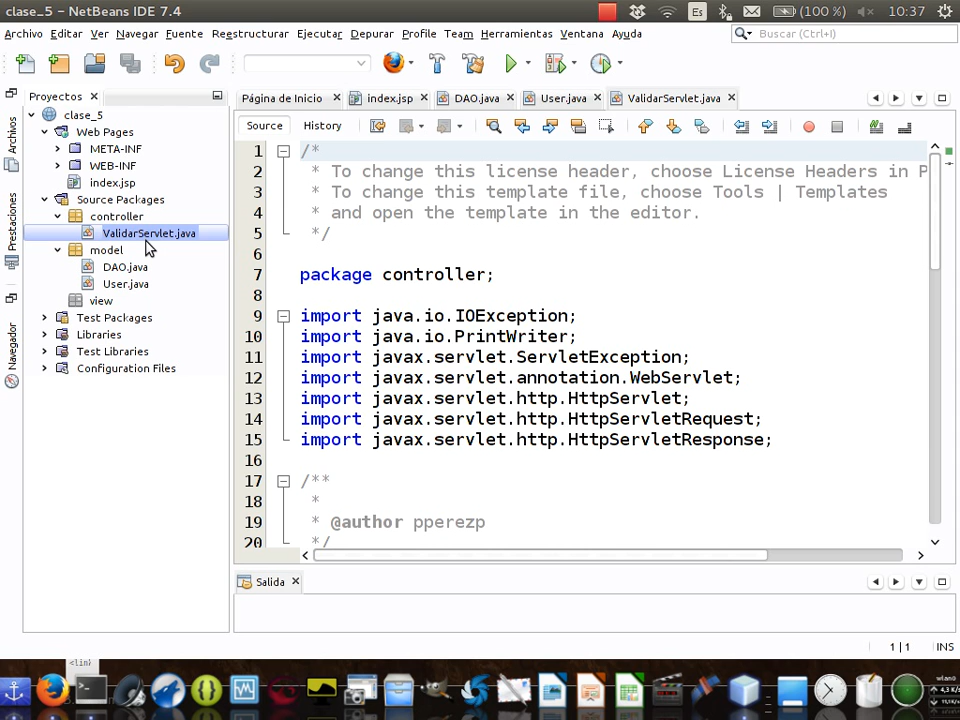 clase_5 - NetBeans IDE 7.4
Es
(100 %)
10:37
Archivo Editar Ver Navegar Fuente Reestructurar Ejecutar Depurar Profile Team Herramientas Ventana Ayuda
Buscar (Ctrl+I)
Proyectos
Página de Inicio
index.jsp
DAO.java
User.java
ValidarServlet.java
Archivos
Prestaciones
Navegador
clase_5
Web Pages
META-INF
WEB-INF
index.jsp
Source Packages
controller
ValidarServlet.java
model
DAO.java
User.java
view
Test Packages
Libraries
Test Libraries
Configuration Files
Source
History
1 /*
2 * To change this license header, choose License Headers in P
3 * To change this template file, choose Tools | Templates
4 * and open the template in the editor.
5 */
6
7 package controller;
8
9 import java.io.IOException;
10 import java.io.PrintWriter;
11 import javax.servlet.ServletException;
12 import javax.servlet.annotation.WebServlet;
13 import javax.servlet.http.HttpServlet;
14 import javax.servlet.http.HttpServletRequest;
15 import javax.servlet.http.HttpServletResponse;
16
17 /**
18 *
19 * @author pperezp
20 */
Salida
1|1
INS
<lin>
wlan0